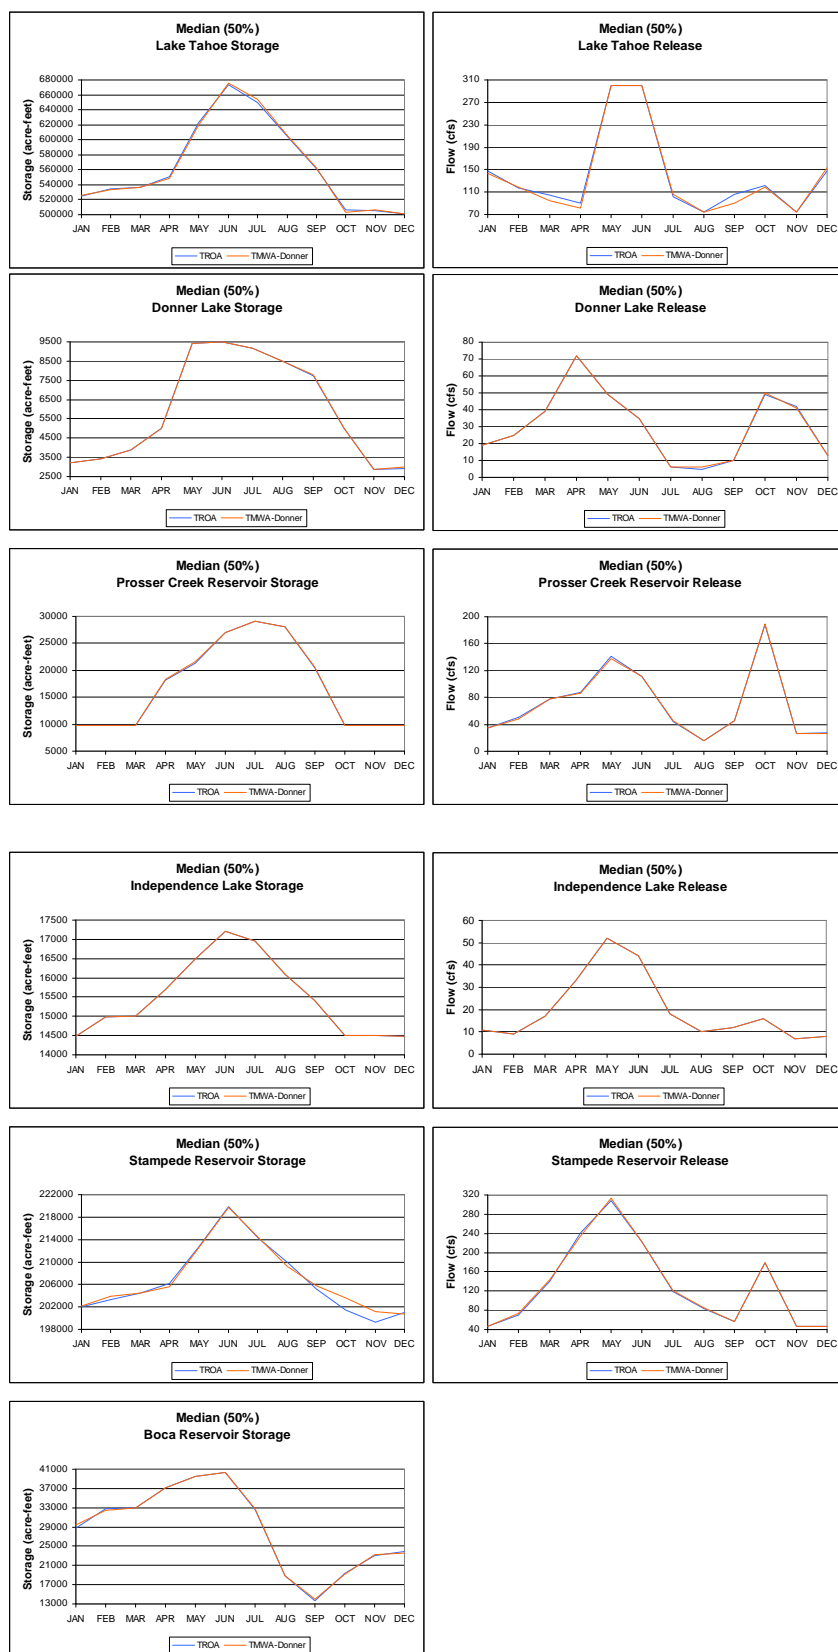 Median (50%)
Lake Tahoe Storage
Storage (acre-feet)
680000
660000
640000
620000
600000
580000
560000
540000
520000
500000
JAN FEB MAR APR MAY JUN JUL AUG SEP OCT NOV DEC
TROA TMWA-Donner
Median (50%)
Lake Tahoe Release
Flow (cfs)
310
270
230
190
150
110
70
JAN FEB MAR APR MAY JUN JUL AUG SEP OCT NOV DEC
TROA TMWA-Donner
Median (50%)
Donner Lake Storage
Storage (acre-feet)
9500
8500
7500
6500
5500
4500
3500
2500
JAN FEB MAR APR MAY JUN JUL AUG SEP OCT NOV DEC
TROA TMWA-Donner
Median (50%)
Donner Lake Release
Flow (cfs)
80
70
60
50
40
30
20
10
0
JAN FEB MAR APR MAY JUN JUL AUG SEP OCT NOV DEC
TROA TMWA-Donner
Median (50%)
Prosser Creek Reservoir Storage
Storage (acre-feet)
30000
25000
20000
15000
10000
5000
JAN FEB MAR APR MAY JUN JUL AUG SEP OCT NOV DEC
TROA TMWA-Donner
Median (50%)
Prosser Creek Reservoir Release
Flow (cfs)
200
160
120
80
40
0
JAN FEB MAR APR MAY JUN JUL AUG SEP OCT NOV DEC
TROA TMWA-Donner
Median (50%)
Independence Lake Storage
Storage (acre-feet)
17500
17000
16500
16000
15500
15000
14500
14000
JAN FEB MAR APR MAY JUN JUL AUG SEP OCT NOV DEC
TROA TMWA-Donner
Median (50%)
Independence Lake Release
Flow (cfs)
60
50
40
30
20
10
0
JAN FEB MAR APR MAY JUN JUL AUG SEP OCT NOV DEC
TROA TMWA-Donner
Median (50%)
Stampede Reservoir Storage
Storage (acre-feet)
222000
218000
214000
210000
206000
202000
198000
JAN FEB MAR APR MAY JUN JUL AUG SEP OCT NOV DEC
TROA TMWA-Donner
Median (50%)
Stampede Reservoir Release
Flow (cfs)
320
280
240
200
160
120
80
40
JAN FEB MAR APR MAY JUN JUL AUG SEP OCT NOV DEC
TROA TMWA-Donner
Median (50%)
Boca Reservoir Storage
Storage (acre-feet)
41000
37000
33000
29000
25000
21000
17000
13000
JAN FEB MAR APR MAY JUN JUL AUG SEP OCT NOV DEC
TROA TMWA-Donner